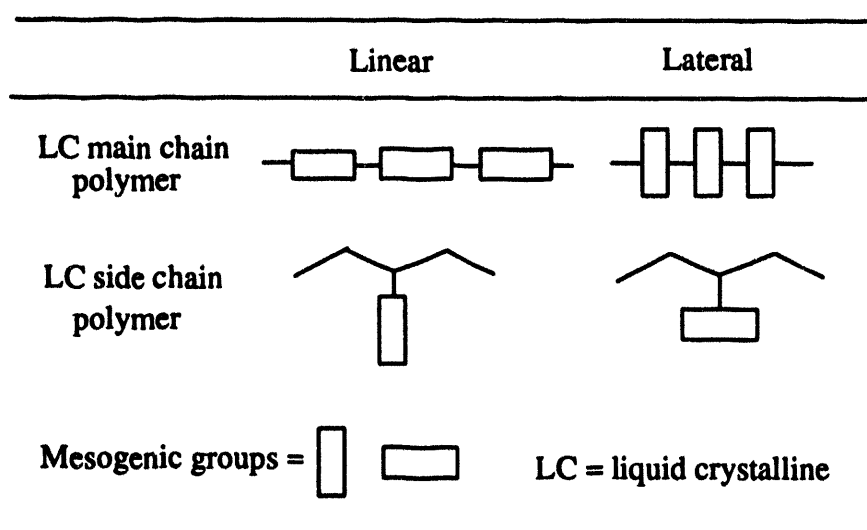 Linear Lateral
LC main chain
polymer
LC side chain
polymer
Mesogenic groups =
LC = liquid crystalline